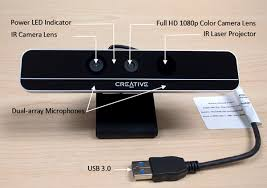 Power LED Indicator
Full HD 1080p Color Camera Lens
IR Camera Lens
IR Laser Projector
CREATIVE
Dual-array Microphones
USB 3.0